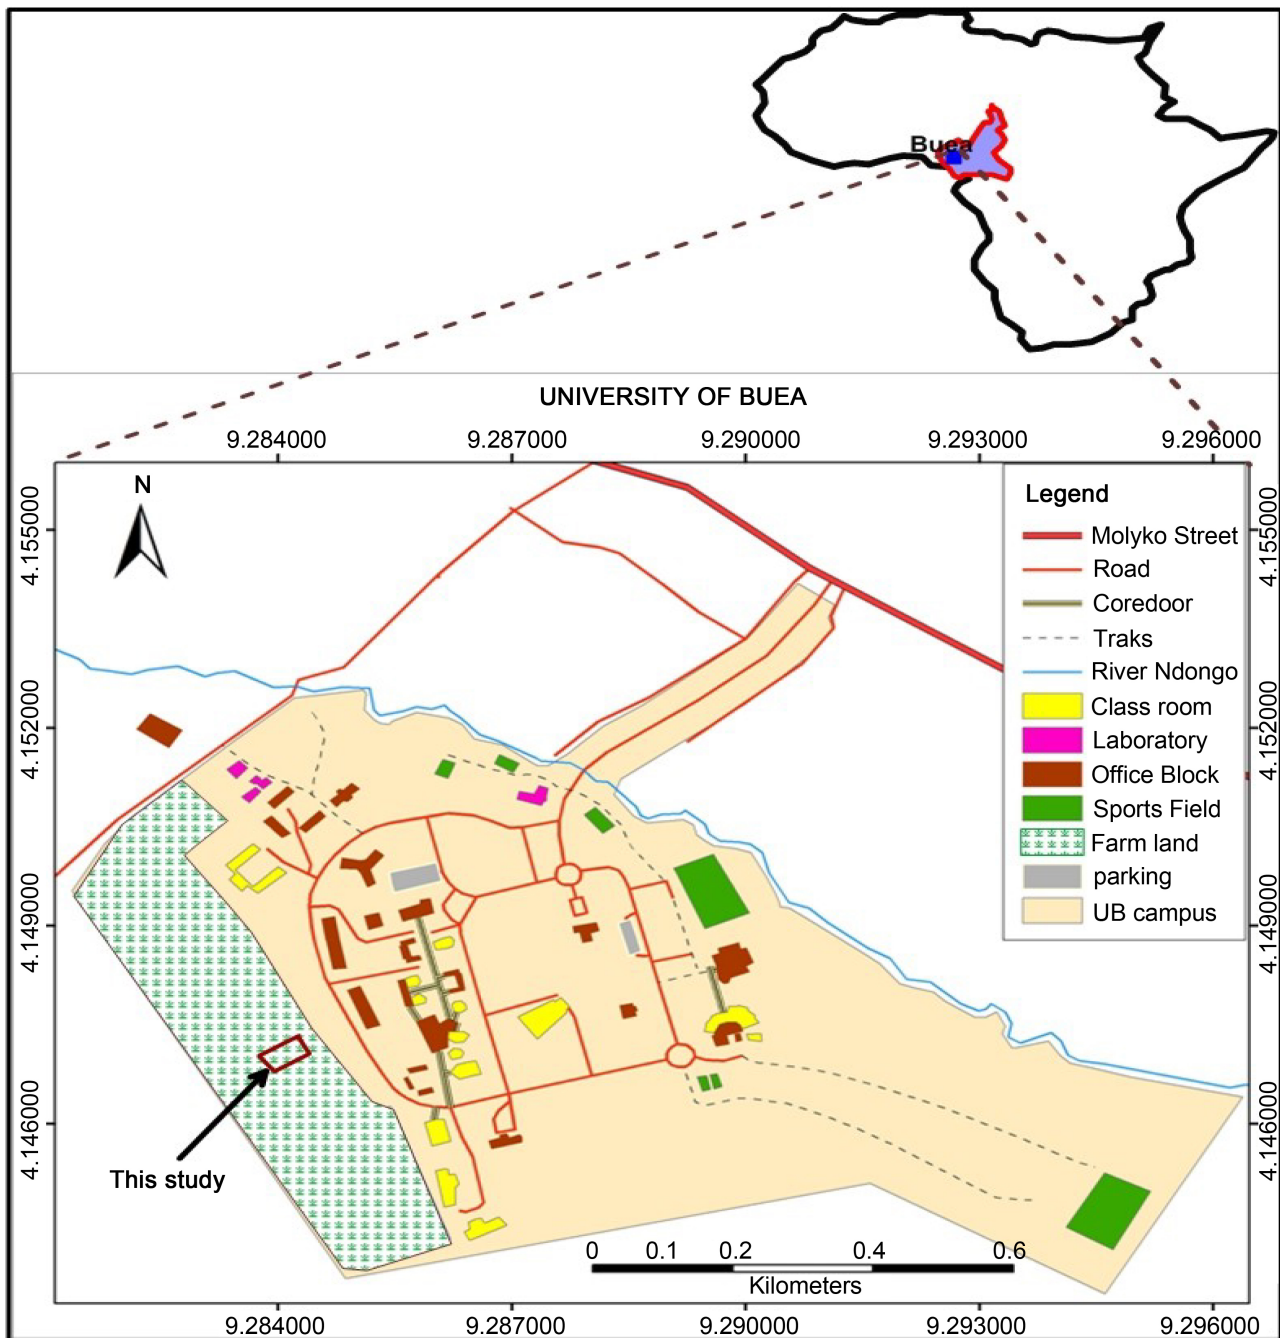 Buea
UNIVERSITY OF BUEA
9.284000 9.287000 9.290000 9.293000 9.296000
N
Legend
Molyko Street
Road
Coredoor
Traks
River Ndongo
Class room
Laboratory
Office Block
Sports Field
Farm land
parking
UB campus
4.155000 4.155000
4.152000 4.152000
4.149000 4.149000
4.146000 4.146000
This study
0 0.1 0.2 0.4 0.6
Kilometers
9.284000 9.287000 9.290000 9.293000 9.296000